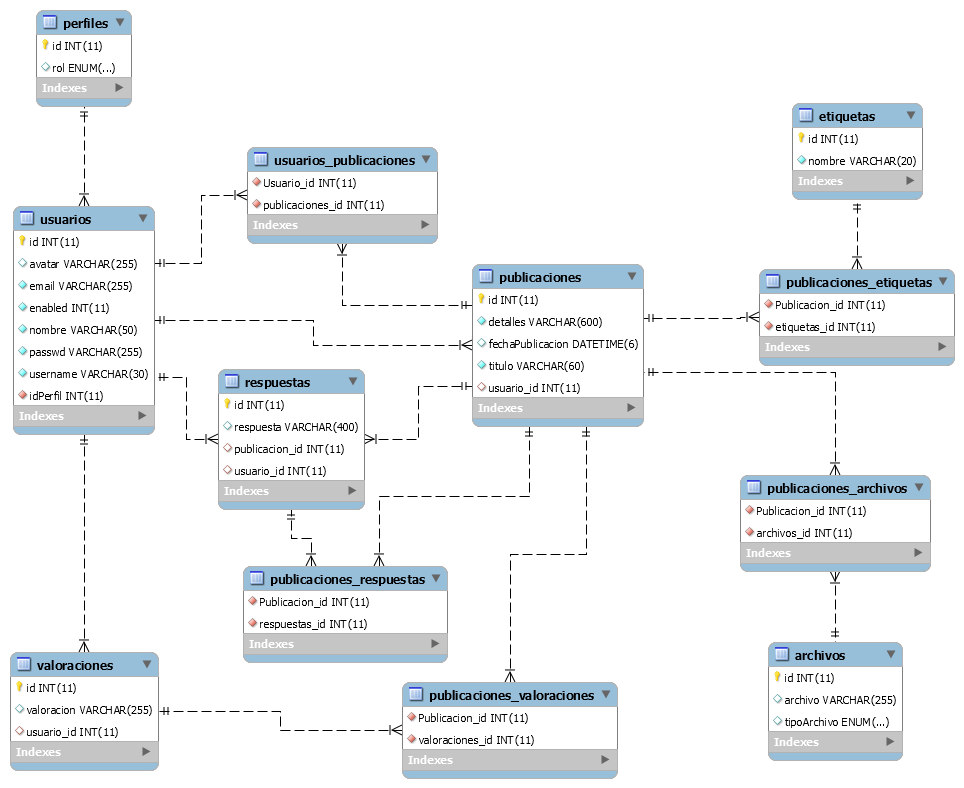 perfiles
id INT(11)
rol ENUM(...)
Indexes
usuarios_publicaciones
Usuario_id INT(11)
publicaciones_id INT(11)
Indexes
etiquetas
id INT(11)
nombre VARCHAR(20)
Indexes
usuarios
id INT(11)
avatar VARCHAR(255)
email VARCHAR(255)
enabled INT(11)
nombre VARCHAR(50)
passwd VARCHAR(255)
username VARCHAR(30)
idPerfil INT(11)
Indexes
publicaciones
id INT(11)
detalles VARCHAR(600)
fechaPublicacion DATETIME(6)
titulo VARCHAR(60)
usuario_id INT(11)
Indexes
publicaciones_etiquetas
Publicacion_id INT(11)
etiquetas_id INT(11)
Indexes
respuestas
id INT(11)
respuesta VARCHAR(400)
publicacion_id INT(11)
usuario_id INT(11)
Indexes
publicaciones_archivos
Publicacion_id INT(11)
archivos_id INT(11)
Indexes
publicaciones_respuestas
Publicacion_id INT(11)
respuestas_id INT(11)
Indexes
valoraciones
id INT(11)
valoracion VARCHAR(255)
usuario_id INT(11)
Indexes
publicaciones_valoraciones
Publicacion_id INT(11)
valoraciones_id INT(11)
Indexes
archivos
id INT(11)
archivo VARCHAR(255)
tipoArchivo ENUM(...)
Indexes